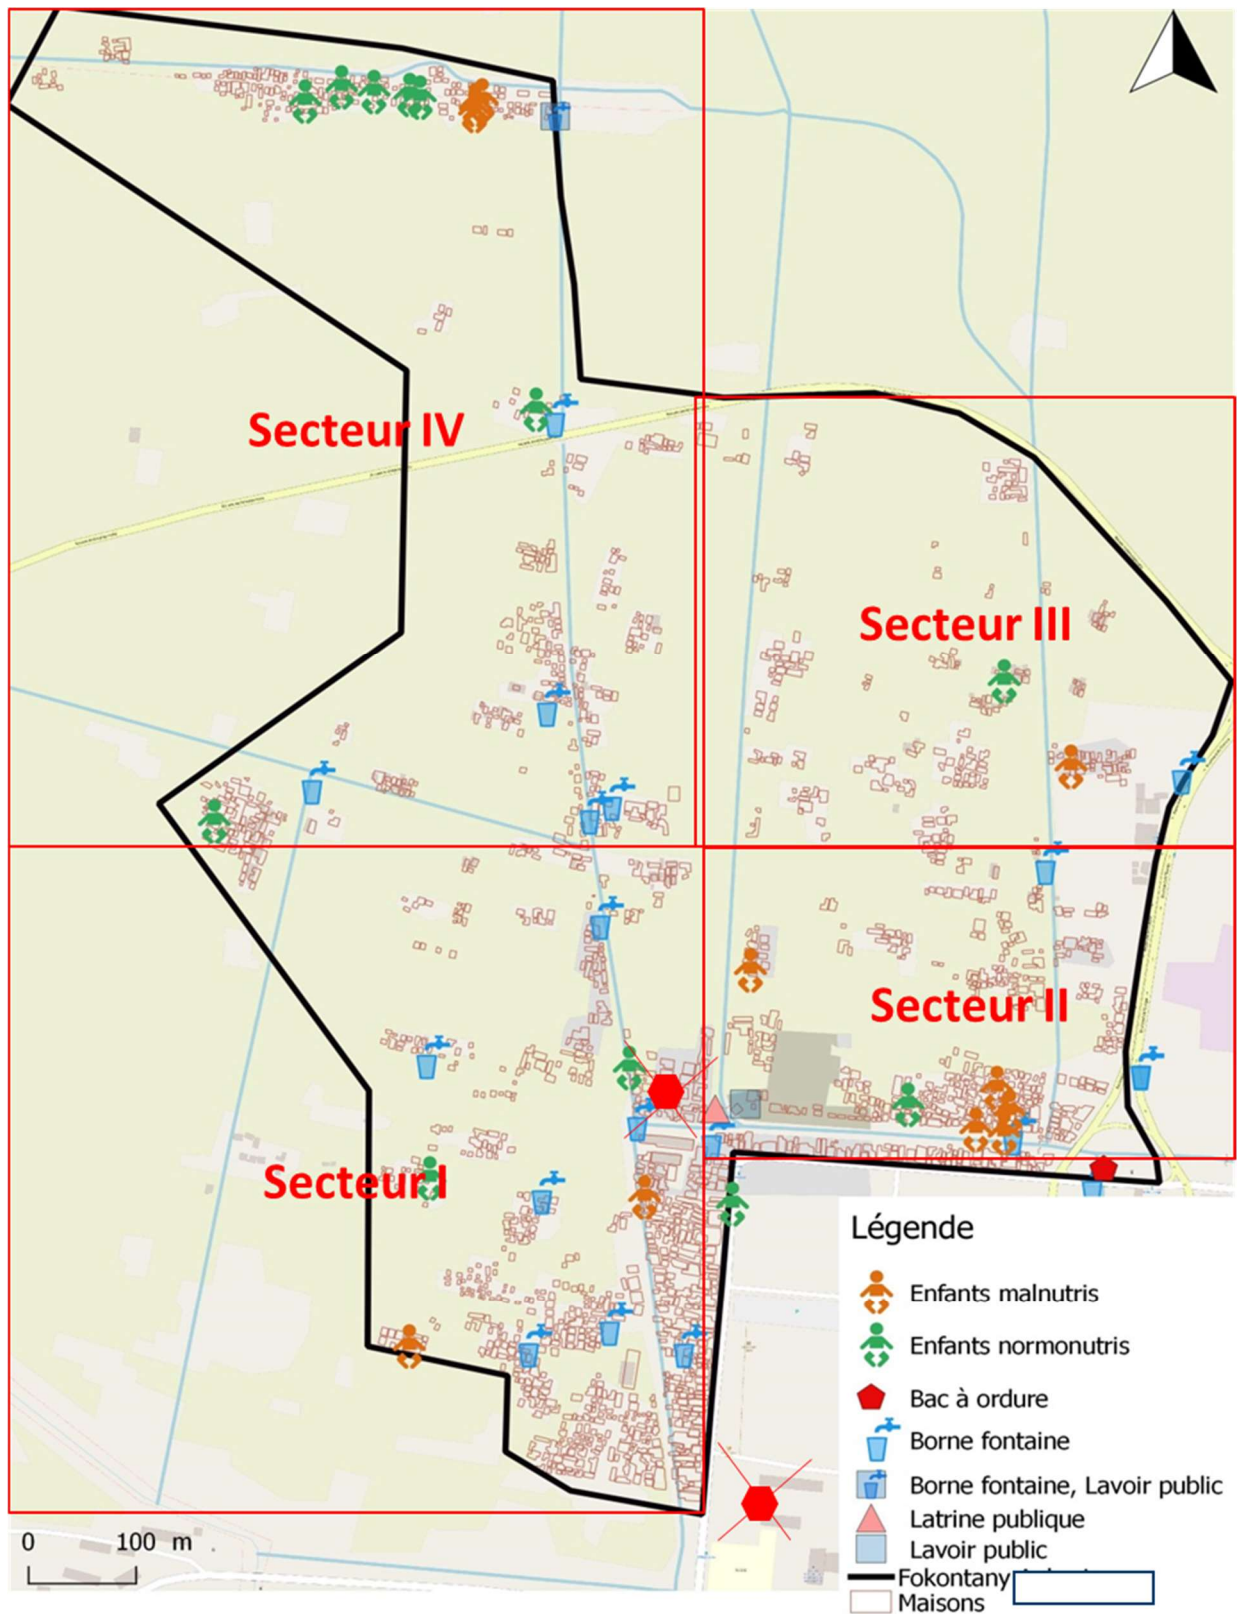 Secteur IV
Secteur III
Secteur II
Secteur I
Légende
Enfants malnutris
Enfants normonutris
Bac à ordure
Borne fontaine
Borne fontaine, Lavoir public
Latrine publique
Lavoir public
Fokontany
Maisons
0 100 m